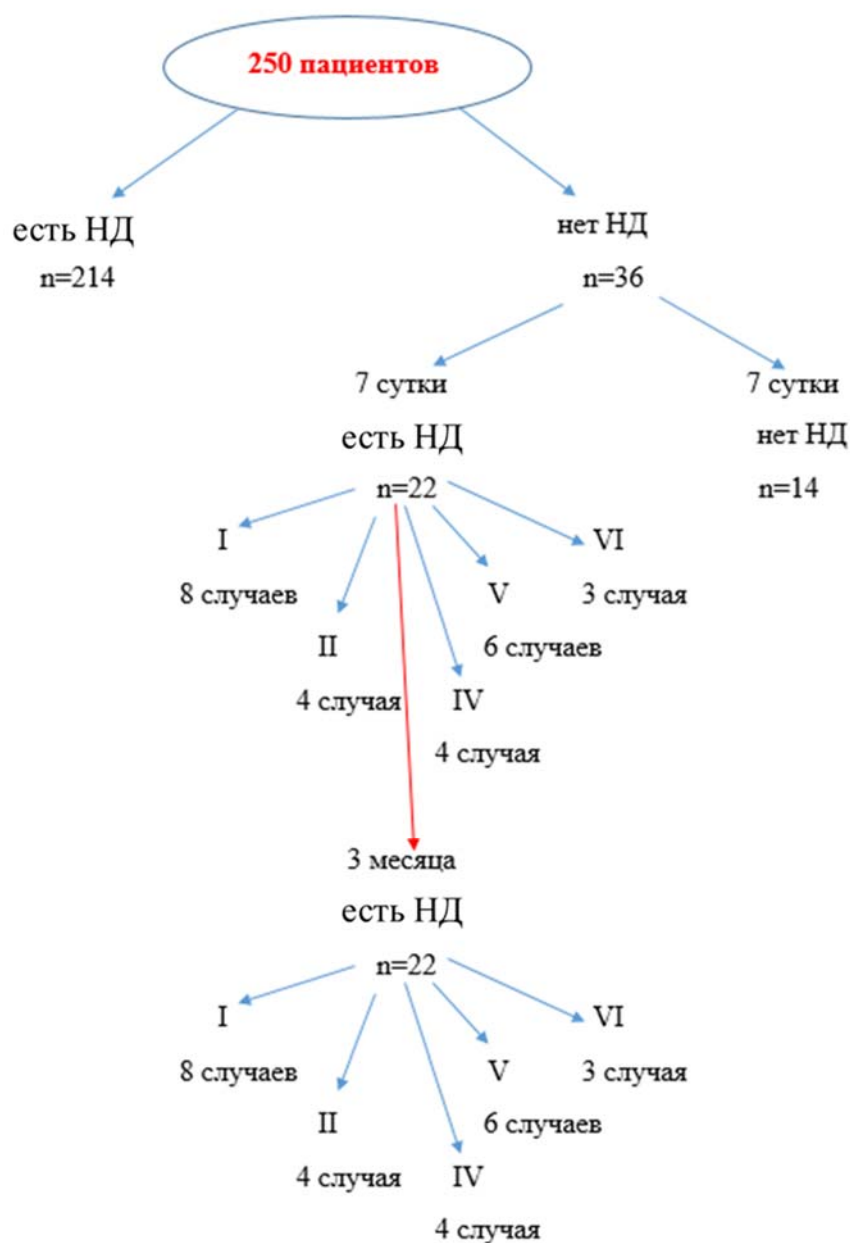 250 пациентов
есть НД
n=214
нет НД
n=36
7 сутки
есть НД
n=22
7 сутки
нет НД
n=14
I
8 случаев
II
4 случая
IV
4 случая
V
6 случаев
VI
3 случая
3 месяца
есть НД
n=22
I
8 случаев
II
4 случая
IV
4 случая
V
6 случаев
VI
3 случая